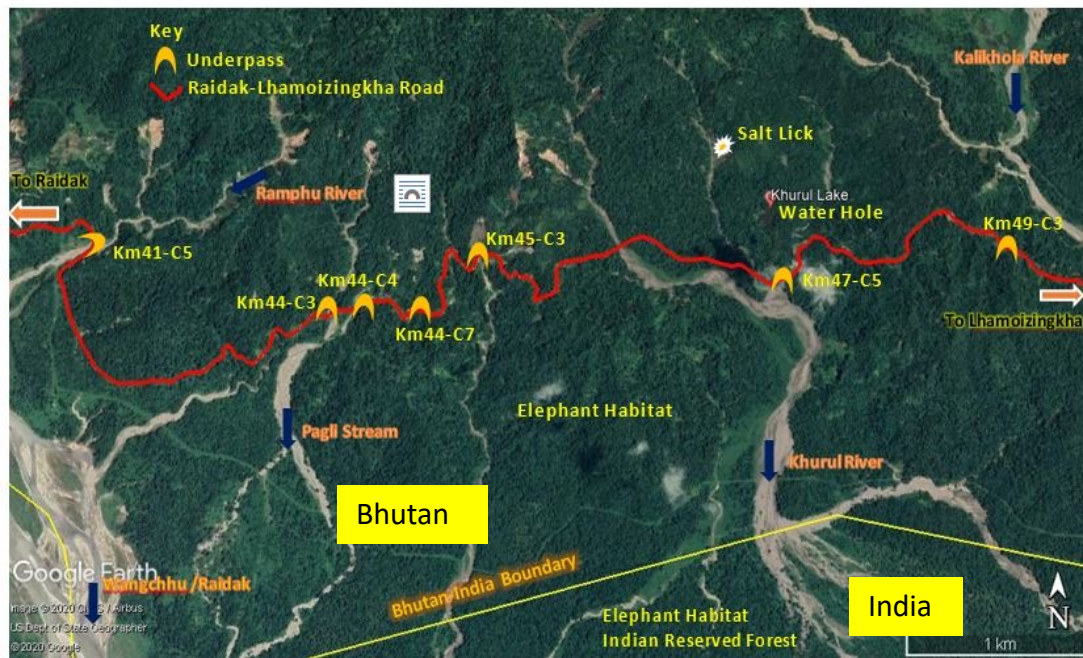 Key
Underpass
Raidak-Lhamoizingkha Road
Kalikhola River
Salt Lick
To Raidak
Ramphu River
Khurul Lake
Water Hole
Km49-C3
Km41-C5
Km45-C3
Km44-C4
Km47-C5
Km44-C3
Km44-C7
To Lhamoizingkha
Elephant Habitat
Pagli Stream
Khurul River
Bhutan
Google Earth
Wangchhu /Raidak
Bhutan-India Boundary
India
Elephant Habitat
Indian Reserved Forest
N
1 km
US Dept of State Geographer
© 2020 Google